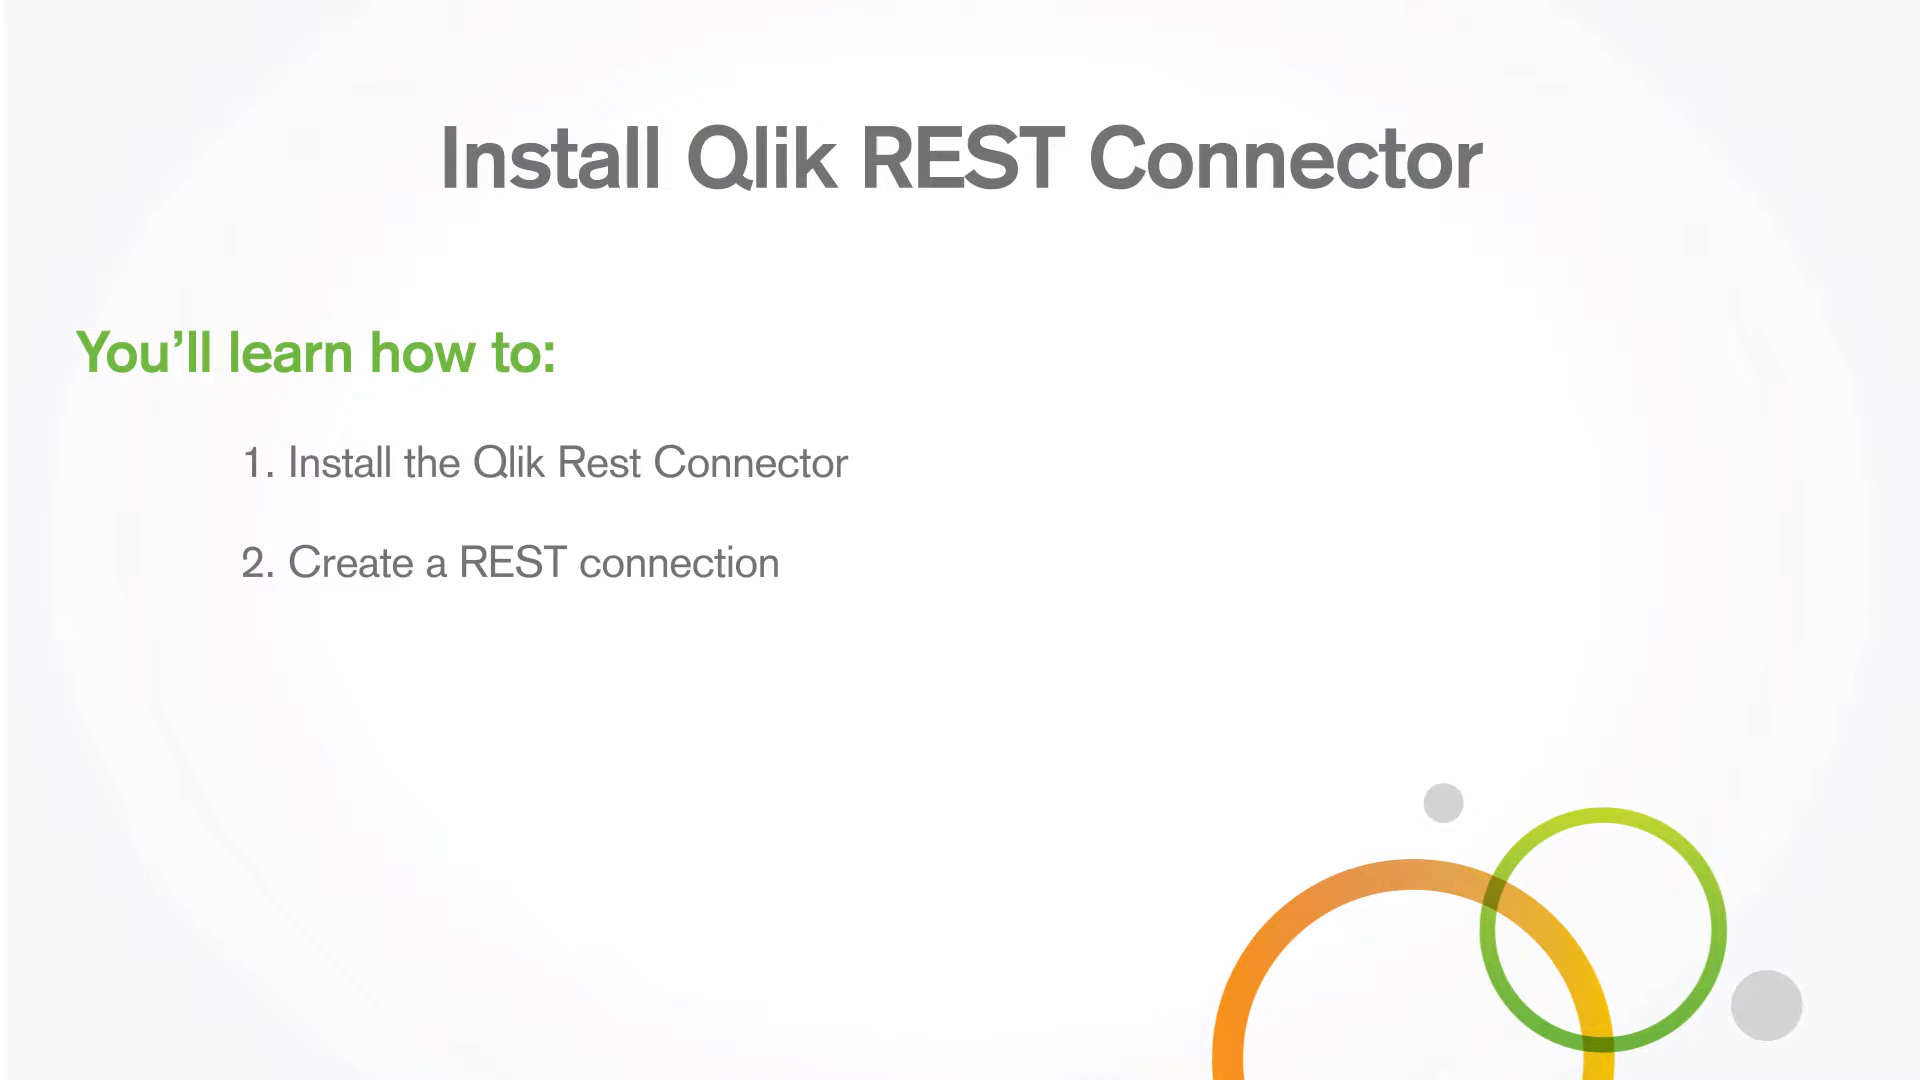 Install Qlik REST Connector
You’ll learn how to:
1. Install the Qlik Rest Connector
2. Create a REST connection